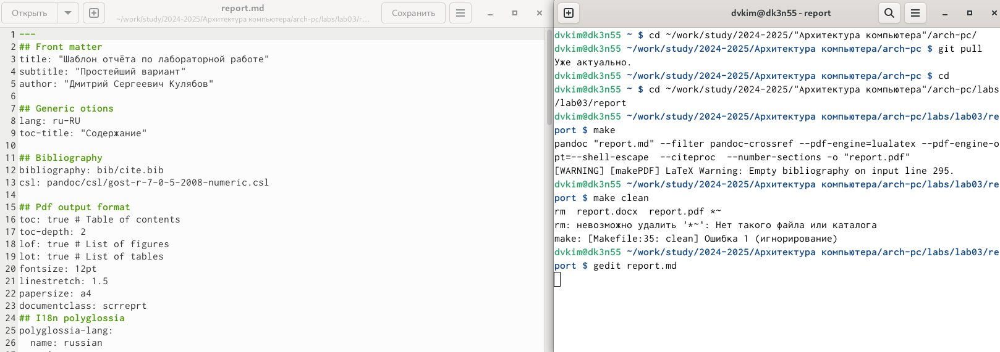 Открыть
report.md
~/work/study/2024-2025/Архитектура компьютера/arch-pc/labs/lab03/r…
Сохранить
1 ---
2 ## Front matter
3 title: "Шаблон отчёта по лабораторной работе"
4 subtitle: "Простейший вариант"
5 author: "Дмитрий Сергеевич Кулябов"
6
7 ## Generic otions
8 lang: ru-RU
9 toc-title: "Содержание"
10
11 ## Bibliography
12 bibliography: bib/cite.bib
13 csl: pandoc/csl/gost-r-7-0-5-2008-numeric.csl
14
15 ## Pdf output format
16 toc: true # Table of contents
17 toc-depth: 2
18 lof: true # List of figures
19 lot: true # List of tables
20 fontsize: 12pt
21 linestretch: 1.5
22 papersize: a4
23 documentclass: scrreprt
24 ## I18n polyglossia
25 polyglossia-lang:
26   name: russian
dvkim@dk3n55 - report
dvkim@dk3n55 ~ $ cd ~/work/study/2024-2025/"Архитектура компьютера"/arch-pc/
dvkim@dk3n55 ~/work/study/2024-2025/Архитектура компьютера/arch-pc $ git pull
Уже актуально.
dvkim@dk3n55 ~/work/study/2024-2025/Архитектура компьютера/arch-pc $ cd
dvkim@dk3n55 ~ $ cd ~/work/study/2024-2025/"Архитектура компьютера"/arch-pc/labs
/lab03/report
dvkim@dk3n55 ~/work/study/2024-2025/Архитектура компьютера/arch-pc/labs/lab03/re
port $ make
pandoc "report.md" --filter pandoc-crossref --pdf-engine=lualatex --pdf-engine-o
pt=--shell-escape  --citeproc  --number-sections -o "report.pdf"
[WARNING] [makePDF] LaTeX Warning: Empty bibliography on input line 295.
dvkim@dk3n55 ~/work/study/2024-2025/Архитектура компьютера/arch-pc/labs/lab03/re
port $ make clean
rm  report.docx  report.pdf *~
rm: невозможно удалить '*~': Нет такого файла или каталога
make: [Makefile:35: clean] Ошибка 1 (игнорирование)
dvkim@dk3n55 ~/work/study/2024-2025/Архитектура компьютера/arch-pc/labs/lab03/re
port $ gedit report.md